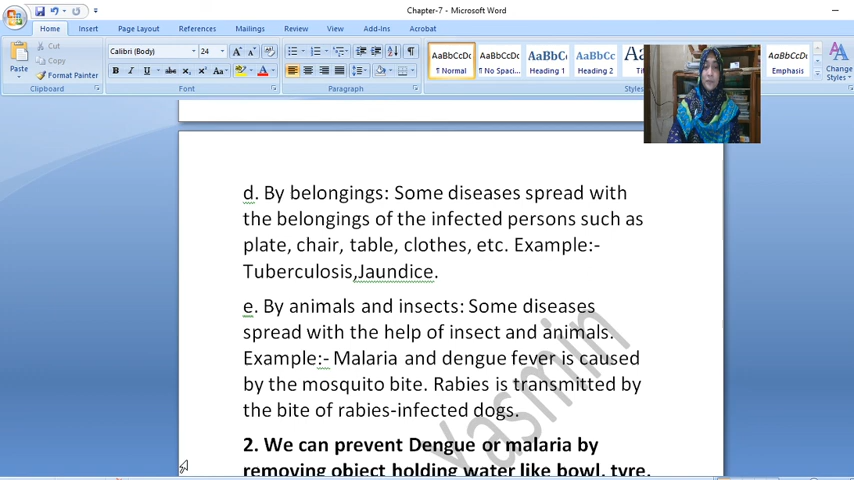 Chapter-7 - Microsoft Word
Home Insert Page Layout References Mailings Review View Add-Ins Acrobat
Cut
Copy
Paste
Format Painter
Clipboard
Calibri (Body) 24
B I U abc x₂ x² Aa A
Font
Paragraph
AaBbCcDc AaBbCcDc AaBbC AaBbCc AaBbCcDc
¶ Normal ¶ No Spaci... Heading 1 Heading 2 Emphasis
Change
Styles
d. By belongings: Some diseases spread with
the belongings of the infected persons such as
plate, chair, table, clothes, etc. Example:-
Tuberculosis,Jaundice.
e. By animals and insects: Some diseases
spread with the help of insect and animals.
Example:- Malaria and dengue fever is caused
by the mosquito bite. Rabies is transmitted by
the bite of rabies-infected dogs.
2. We can prevent Dengue or malaria by
removing object holding water like bowl, tyre,
Yasmin